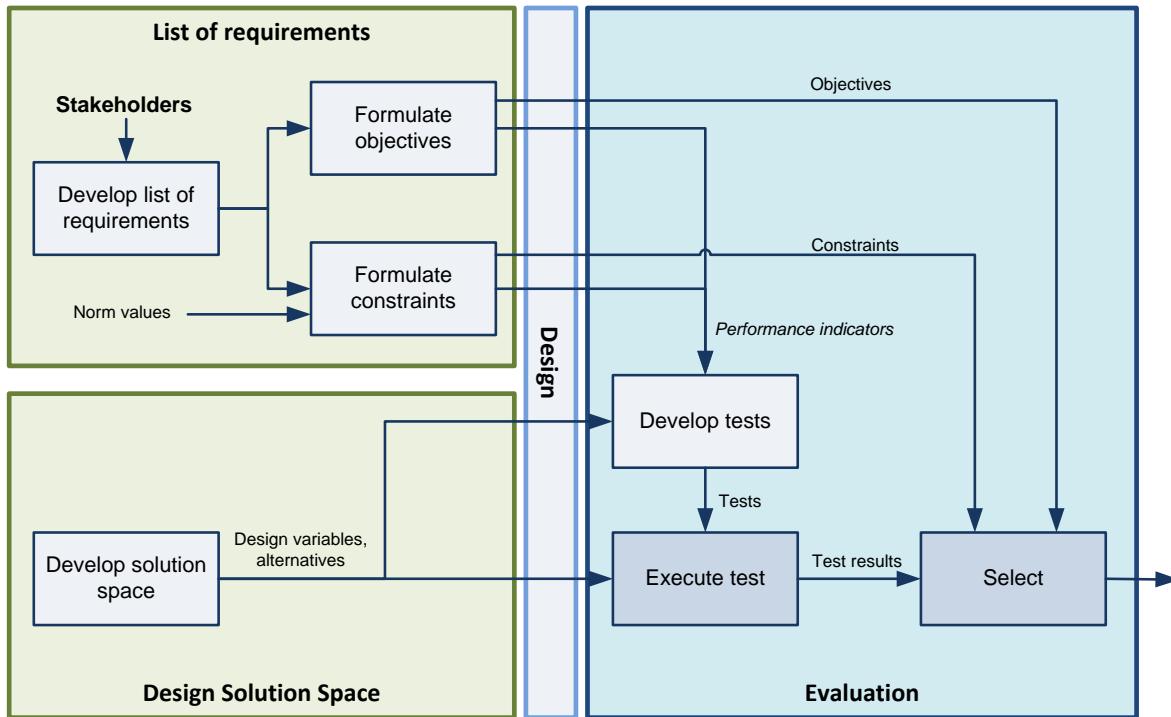 List of requirements
Stakeholders
Formulate
objectives
Develop list of
requirements
Formulate
constraints
Norm values
Objectives
Constraints
Performance indicators
Design
Develop tests
Tests
Develop solution
space
Design variables,
alternatives
Execute test
Test results
Select
Design Solution Space
Evaluation